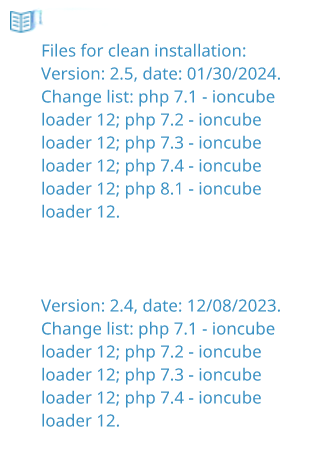 Files for clean installation:
Version: 2.5, date: 01/30/2024.
Change list: php 7.1 - ioncube
loader 12; php 7.2 - ioncube
loader 12; php 7.3 - ioncube
loader 12; php 7.4 - ioncube
loader 12; php 8.1 - ioncube
loader 12.
Version: 2.4, date: 12/08/2023.
Change list: php 7.1 - ioncube
loader 12; php 7.2 - ioncube
loader 12; php 7.3 - ioncube
loader 12; php 7.4 - ioncube
loader 12.